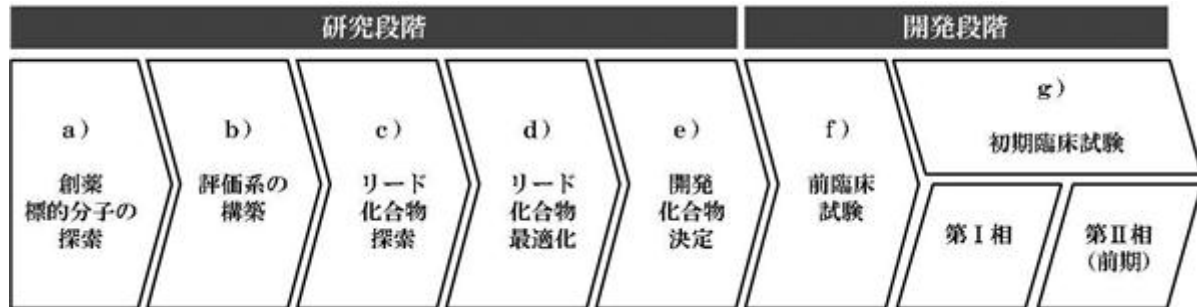 研究段階
開発段階
a)
創薬
標的分子の
探索
b)
評価系の
構築
c)
リード
化合物
探索
d)
リード
化合物
最適化
e)
開発
化合物
決定
f)
前臨床
試験
g)
初期臨床試験
第Ⅰ相
第Ⅱ相
(前期)